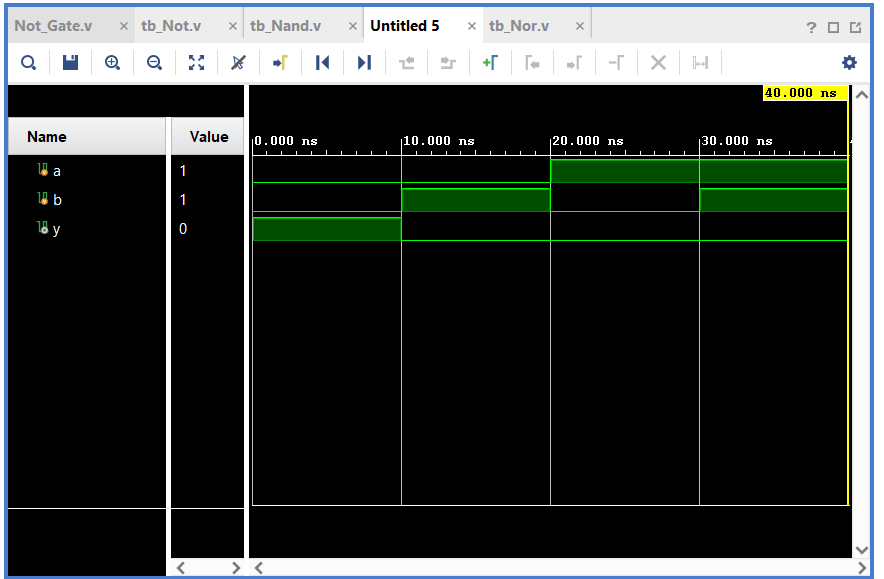 Not_Gate.v × tb_Not.v × tb_Nand.v × Untitled 5 × tb_Nor.v × ?
40.000 ns
Name Value
0.000 ns 10.000 ns 20.000 ns 30.000 ns
a 1
b 1
y 0